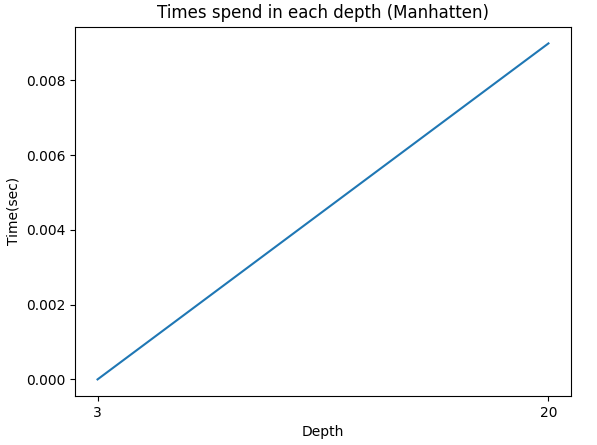 Times spend in each depth (Manhatten)
0.008
0.006
0.004
0.002
0.000
Time(sec)
3
20
Depth